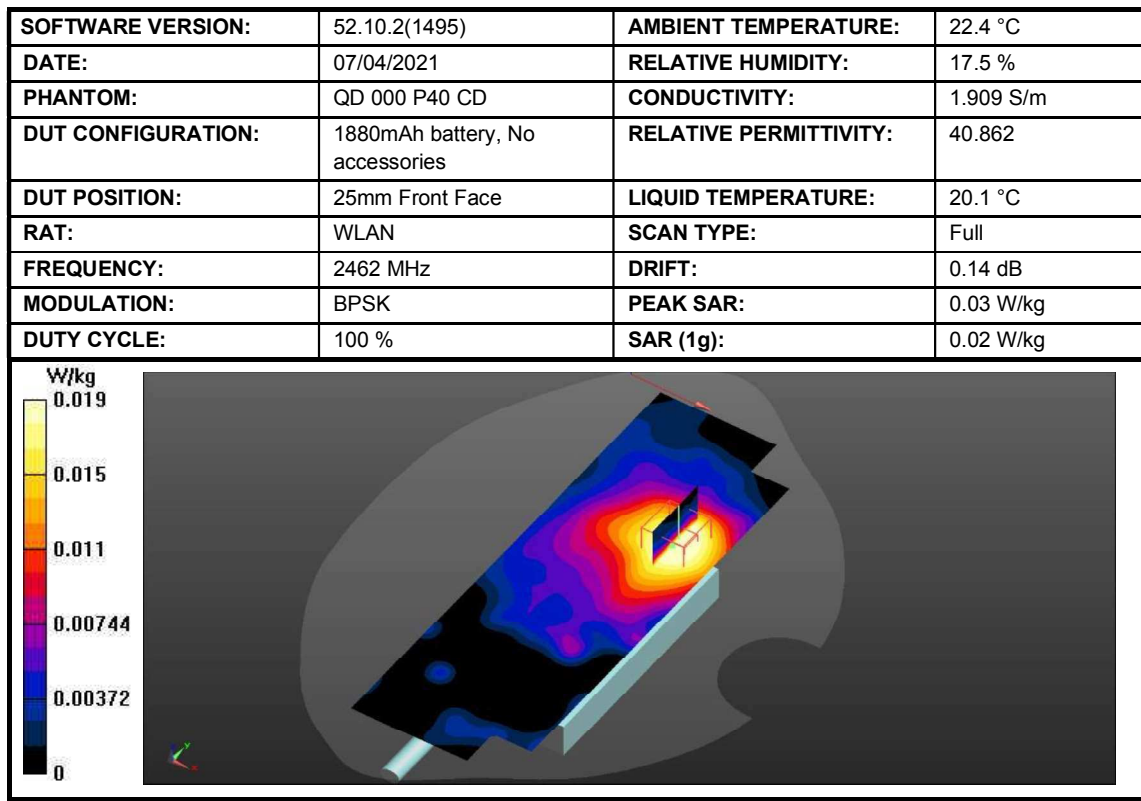 SOFTWARE VERSION: 52.10.2(1495) AMBIENT TEMPERATURE: 22.4 °C
DATE: 07/04/2021 RELATIVE HUMIDITY: 17.5 %
PHANTOM: QD 000 P40 CD CONDUCTIVITY: 1.909 S/m
DUT CONFIGURATION: 1880mAh battery, No RELATIVE PERMITTIVITY: 40.862
accessories
DUT POSITION: 25mm Front Face LIQUID TEMPERATURE: 20.1 °C
RAT: WLAN SCAN TYPE: Full
FREQUENCY: 2462 MHz DRIFT: 0.14 dB
MODULATION: BPSK PEAK SAR: 0.03 W/kg
DUTY CYCLE: 100 % SAR (1g): 0.02 W/kg
W/kg
0.019
0.015
0.011
0.00744
0.00372
0
y
x